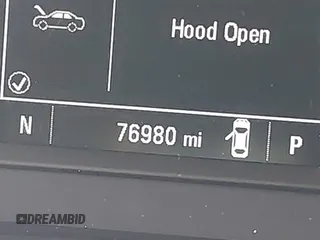 Hood Open
N 76980 mi P
DREAMBID